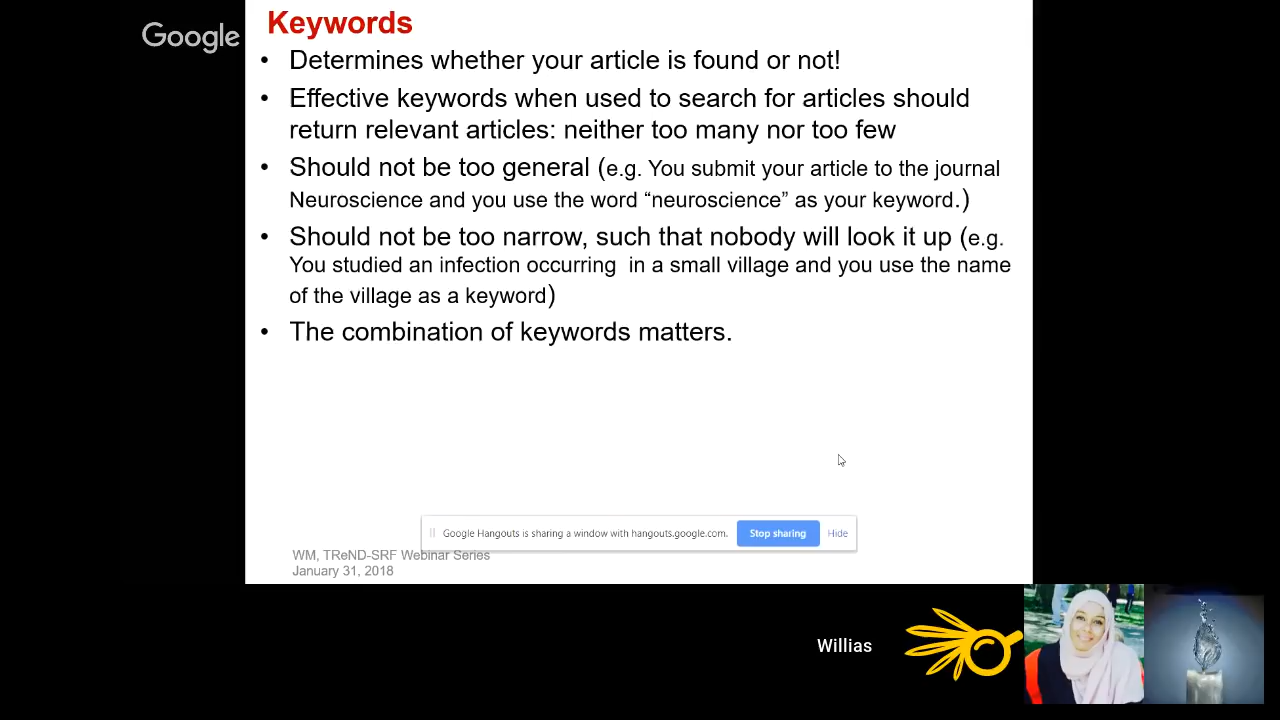 Google
Keywords
• Determines whether your article is found or not!
• Effective keywords when used to search for articles should
return relevant articles: neither too many nor too few
• Should not be too general (e.g. You submit your article to the journal
Neuroscience and you use the word “neuroscience” as your keyword.)
• Should not be too narrow, such that nobody will look it up (e.g.
You studied an infection occurring  in a small village and you use the name
of the village as a keyword)
• The combination of keywords matters.
Google Hangouts is sharing a window with hangouts.google.com. Stop sharing Hide
WM, TReND-SRF Webinar Series
January 31, 2018
Willias